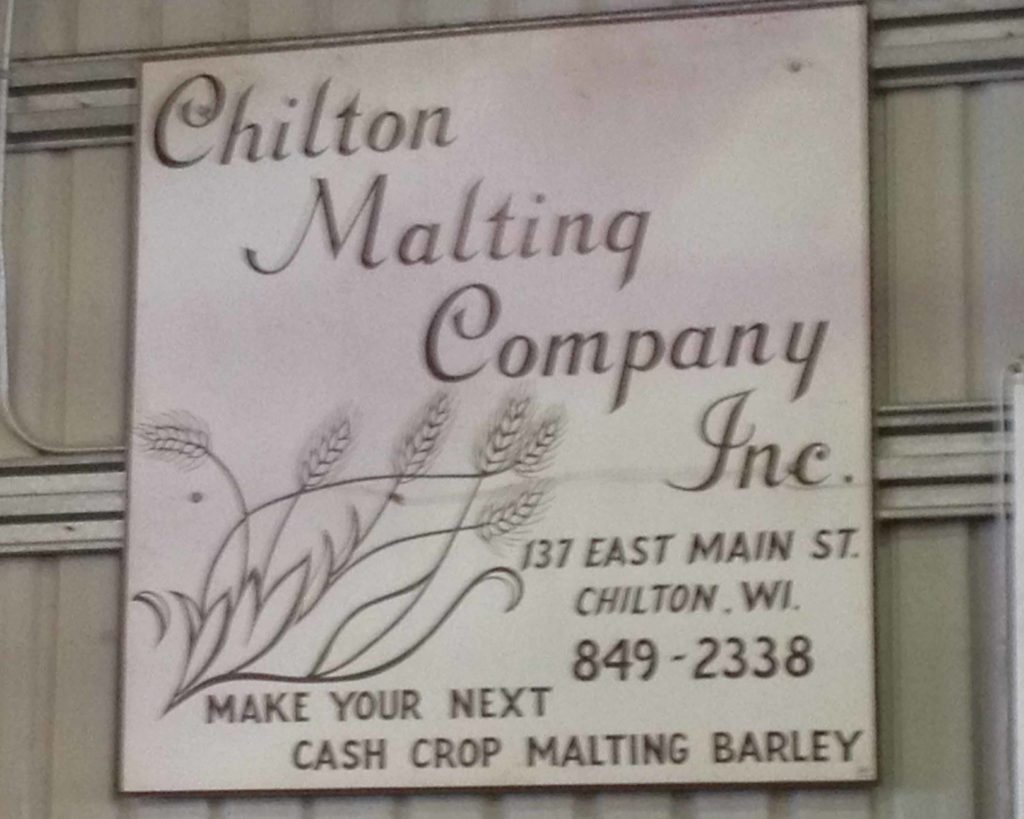 Chilton
Malting
Company
Inc.
137 EAST MAIN ST.
CHILTON, WI.
849-2338
MAKE YOUR NEXT
CASH CROP MALTING BARLEY